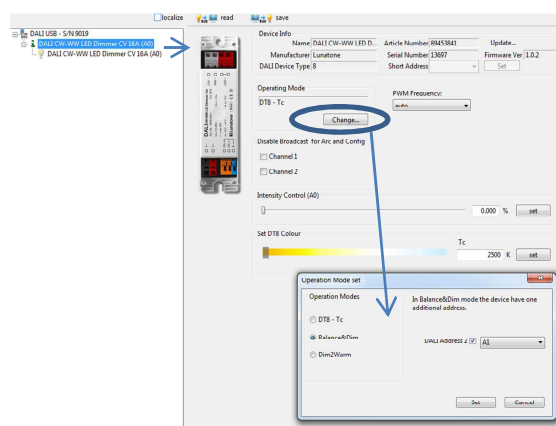 localize read save
DALI USB - S/N 9019
DALI CW-WW LED Dimmer CV 16A (A0)
DALI CW-WW LED Dimmer CV 16A (A0)
Device Info
Name DALI CW-WW LED D... Article Number 89453841 Update...
Manufacturer Lunatone Serial Number 13697 Firmware Ver 1.0.2
DALI Device Type 8 Short Address Set
Operating Mode
PWM Frequency:
DT8 - Tc
auto
Change...
Disable Broadcast for Arc and Config
Channel 1
Channel 2
Intensity Control (A0)
0.000 % set
Set DT8 Colour
Tc
2500 K set
Operation Mode set
Operation Modes
In Balance&Dim mode the device have one
additional address.
DT8 - Tc
Balance&Dim
DALI Address 2 A1
Dim2Warm
Set Cancel